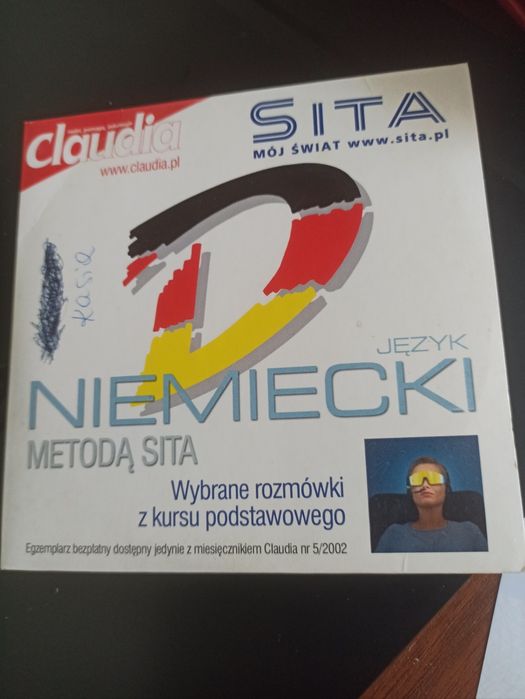 Claudia
www.claudia.pl
SITA
MÓJ ŚWIAT www.sita.pl
Kasia
D
JĘZYK
NIEMIECKI
METODĄ SITA
Wybrane rozmówki
z kursu podstawowego
Egzemplarz bezpłatny dostępny jedynie z miesięcznikiem Claudia nr 5/2002